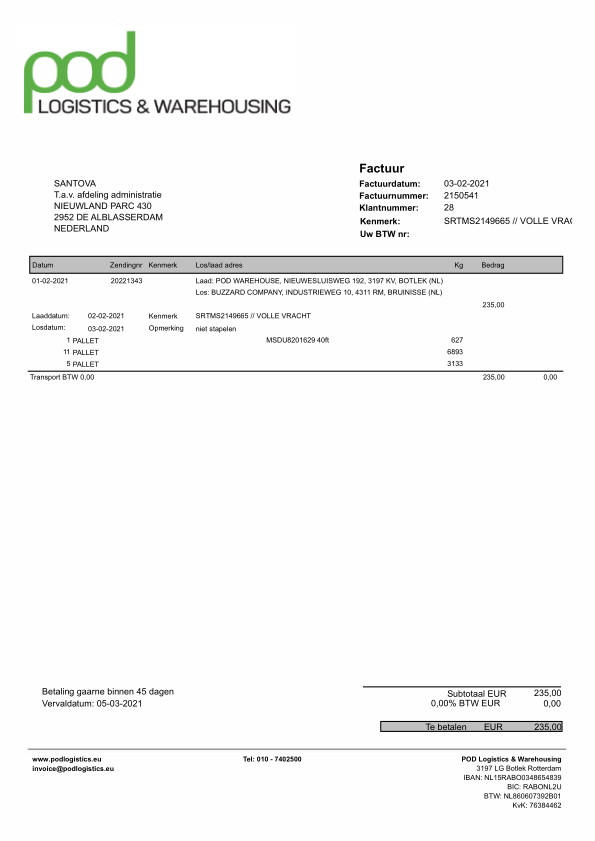 pod
LOGISTICS & WAREHOUSING
Factuur
SANTOVA
T.a.v. afdeling administratie
NIEUWLAND PARC 430
2952 DE ALBLASSERDAM
NEDERLAND
Factuurdatum: 03-02-2021
Factuurnummer: 2150541
Klantnummer: 28
Kenmerk: SRTMS2149665 // VOLLE VRAC
Uw BTW nr:
Datum Zendingnr Kenmerk Los/laad adres Kg Bedrag
01-02-2021 20221343 Laad: POD WAREHOUSE, NIEUWESLUISWEG 192, 3197 KV, BOTLEK (NL)
Los: BUZZARD COMPANY, INDUSTRIEWEG 10, 4311 RM, BRUINISSE (NL)
235,00
Laaddatum: 02-02-2021 Kenmerk SRTMS2149665 // VOLLE VRACHT
Losdatum: 03-02-2021 Opmerking niet stapelen
1 PALLET MSDU8201629 40ft 627
11 PALLET 6893
5 PALLET 3133
Transport BTW 0,00 235,00 0,00
Betaling gaarne binnen 45 dagen
Vervaldatum: 05-03-2021
Subtotaal EUR 235,00
0,00% BTW EUR 0,00
Te betalen EUR 235,00
www.podlogistics.eu Tel: 010 - 7402500 POD Logistics & Warehousing
invoice@podlogistics.eu 3197 LG Botlek Rotterdam
IBAN: NL15RABO0348654839
BIC: RABONL2U
BTW: NL860607392B01
KvK: 76384462